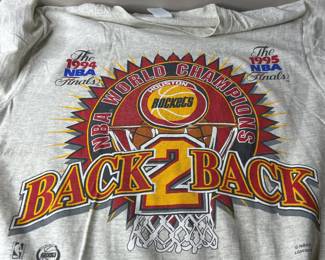 The
1994
NBA
Finals
The
1995
NBA
Finals
NBA WORLD CHAMPIONS
HOUSTON
ROCKETS
BACK 2 BACK